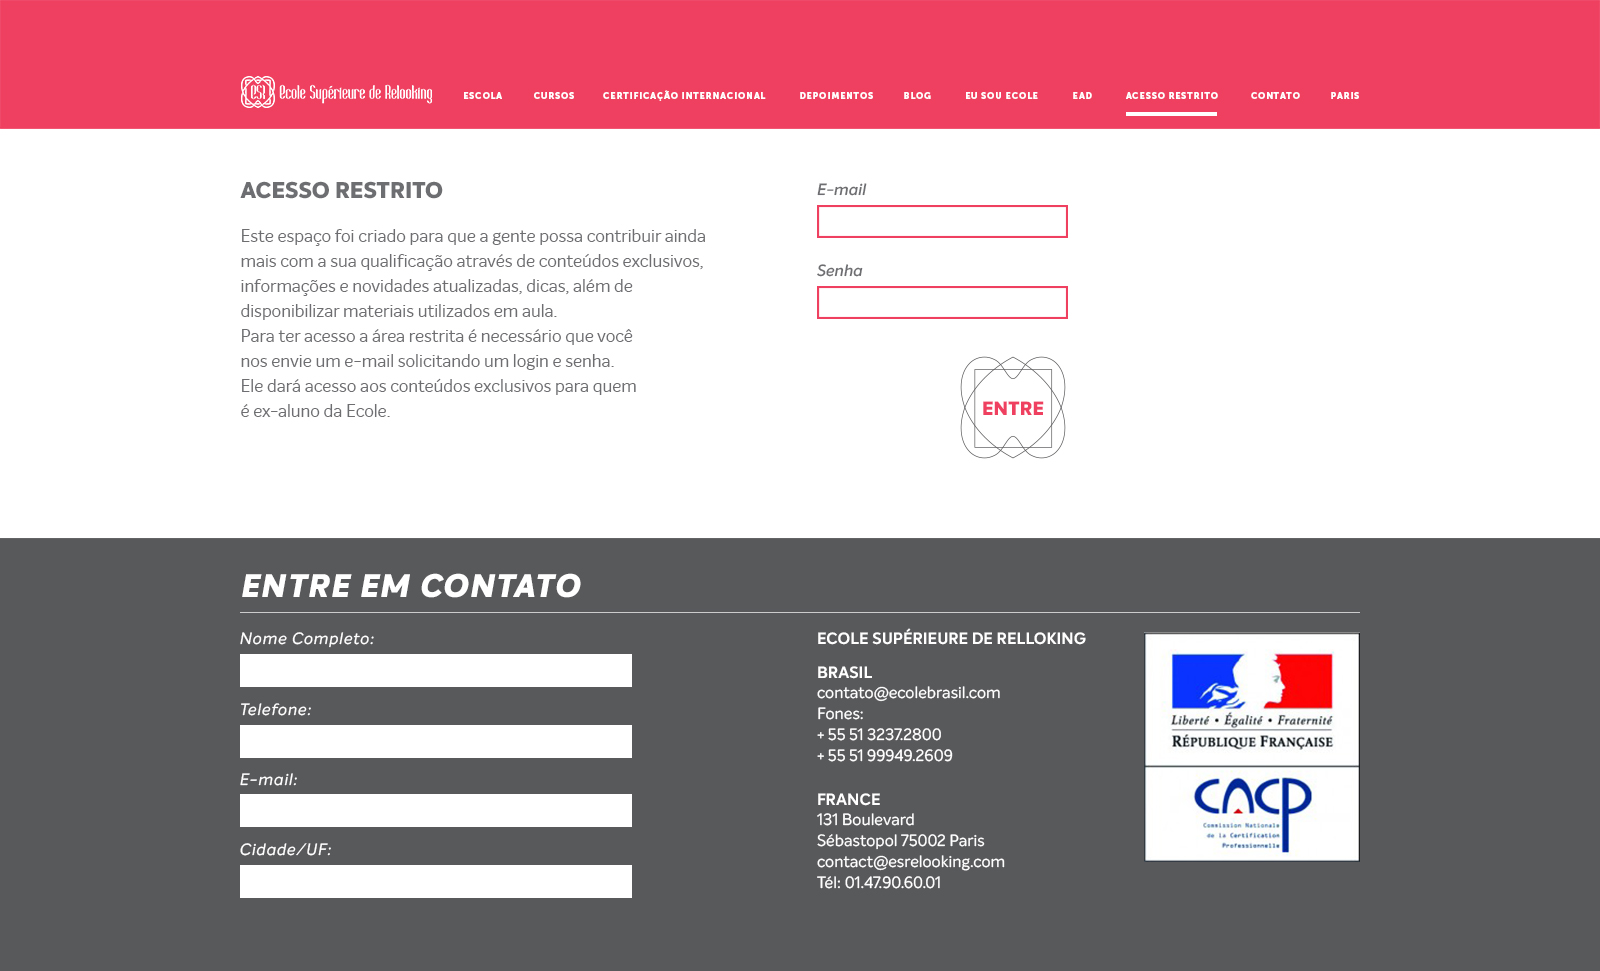 ESR Ecole Supérieure de Relooking
ESCOLA CURSOS CERTIFICAÇÃO INTERNACIONAL DEPOIMENTOS BLOG EU SOU ECOLE EAD ACESSO RESTRITO CONTATO PARIS
ACESSO RESTRITO
Este espaço foi criado para que a gente possa contribuir ainda
mais com a sua qualificação através de conteúdos exclusivos,
informações e novidades atualizadas, dicas, além de
disponibilizar materiais utilizados em aula.
Para ter acesso a área restrita é necessário que você
nos envie um e-mail solicitando um login e senha.
Ele dará acesso aos conteúdos exclusivos para quem
é ex-aluno da Ecole.
E-mail
Senha
ENTRE
ENTRE EM CONTATO
Nome Completo:
Telefone:
E-mail:
Cidade/UF:
ECOLE SUPÉRIEURE DE RELLOKING
BRASIL
contato@ecolebrasil.com
Fones:
+ 55 51 3237.2800
+ 55 51 99949.2609
FRANCE
131 Boulevard
Sébastopol 75002 Paris
contact@esrelooking.com
Tél: 01.47.90.60.01
Liberté • Égalité • Fraternité
RÉPUBLIQUE FRANÇAISE
CNCP
Commission Nationale
de la Certification
Professionnelle